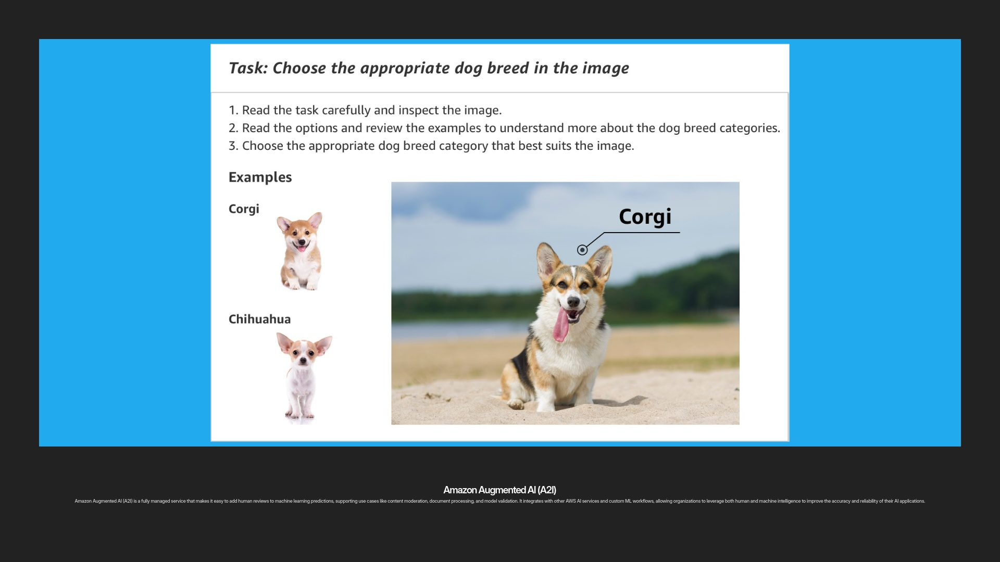 Task: Choose the appropriate dog breed in the image
1. Read the task carefully and inspect the image.
2. Read the options and review the examples to understand more about the dog breed categories.
3. Choose the appropriate dog breed category that best suits the image.
Examples
Corgi
Chihuahua
Corgi
Amazon Augmented AI (A2I)
Amazon Augmented AI (A2I) is a fully managed service that makes it easy to add human reviews to machine learning predictions, supporting use cases like content moderation, document processing, and model validation. It integrates with other AWS AI services and custom ML workflows, allowing organizations to leverage both human and machine intelligence to improve the accuracy and reliability of their AI applications.